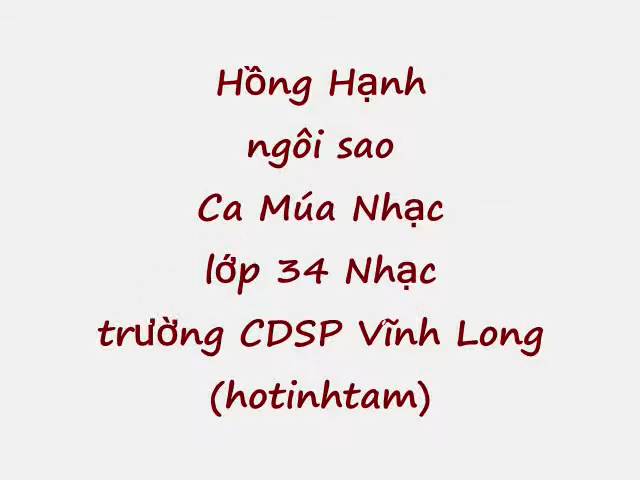 Hồng Hạnh
ngôi sao
Ca Múa Nhạc
lớp 34 Nhạc
trường CDSP Vĩnh Long
(hotinhtam)